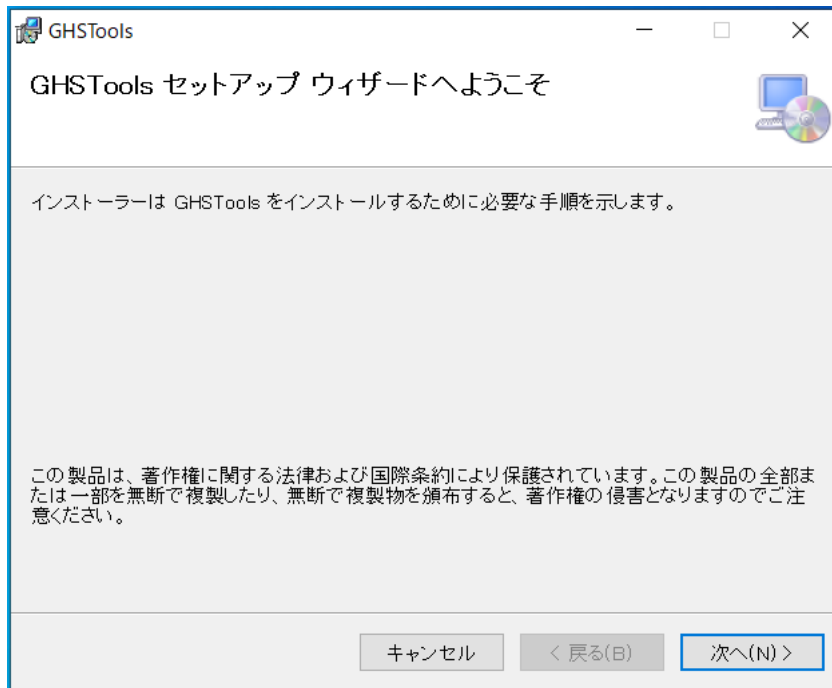 GHSTools
GHSTools セットアップ ウィザードへようこそ
インストーラーは GHSTools をインストールするために必要な手順を示します。
この製品は、著作権に関する法律および国際条約により保護されています。この製品の全部ま
たは一部を無断で複製したり、無断で複製物を頒布すると、著作権の侵害となりますのでご注
意ください。
キャンセル
< 戻る(B)
次へ(N) >